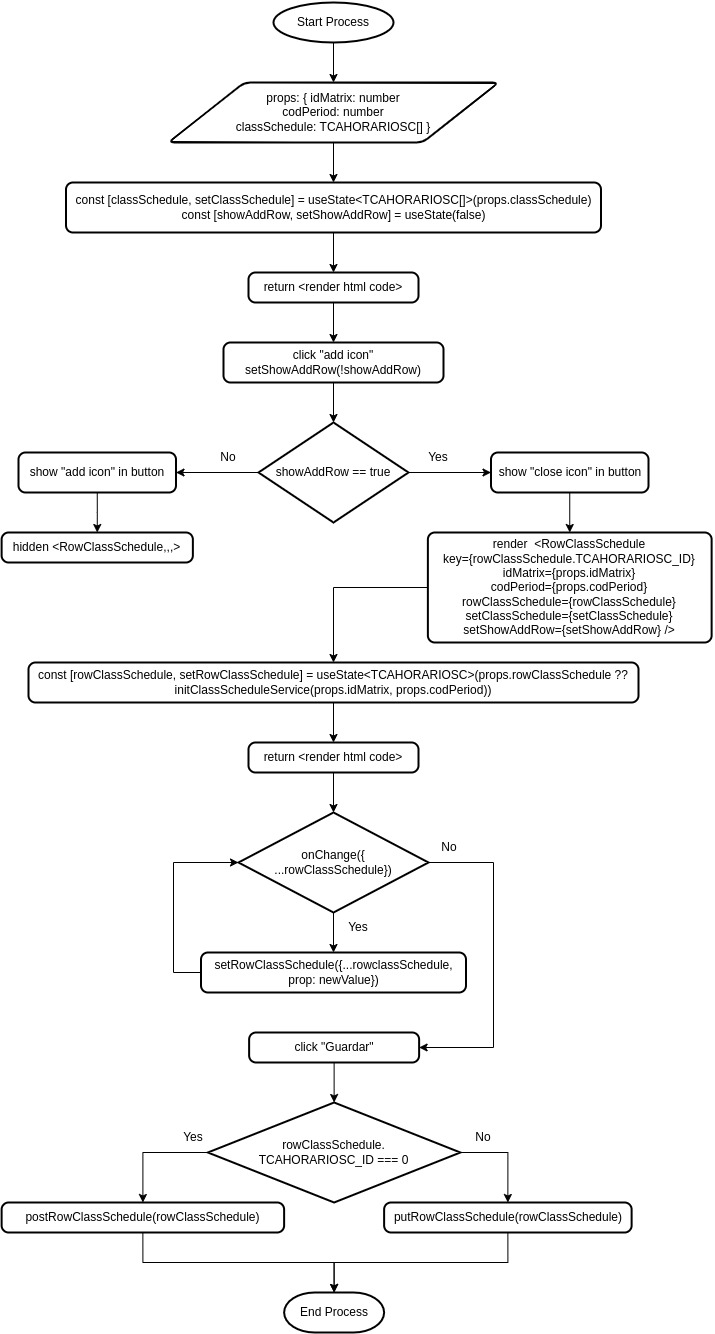 Start Process
props: { idMatrix: number
codPeriod: number
classSchedule: TCAHORARIOSC[] }
const [classSchedule, setClassSchedule] = useState<TCAHORARIOSC[]>(props.classSchedule)
const [showAddRow, setShowAddRow] = useState(false)
return <render html code>
click "add icon"
setShowAddRow(!showAddRow)
No
Yes
show "add icon" in button
showAddRow == true
show "close icon" in button
hidden <RowClassSchedule,,,>
render  <RowClassSchedule
key={rowClassSchedule.TCAHORARIOSC_ID}
idMatrix={props.idMatrix}
codPeriod={props.codPeriod}
rowClassSchedule={rowClassSchedule}
setClassSchedule={setClassSchedule}
setShowAddRow={setShowAddRow} />
const [rowClassSchedule, setRowClassSchedule] = useState<TCAHORARIOSC>(props.rowClassSchedule ??
initClassScheduleService(props.idMatrix, props.codPeriod))
return <render html code>
No
onChange({
...rowClassSchedule})
Yes
setRowClassSchedule({...rowclassSchedule,
prop: newValue})
click "Guardar"
Yes
No
rowClassSchedule.
TCAHORARIOSC_ID === 0
postRowClassSchedule(rowClassSchedule)
putRowClassSchedule(rowClassSchedule)
End Process